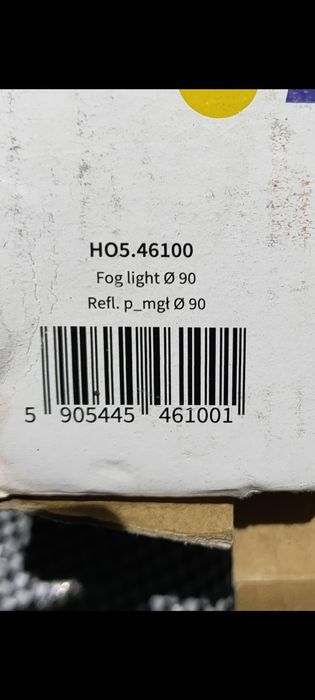 HO5.46100
Fog light Ø 90
Refl. p_mgł Ø 90
5 905445 461001